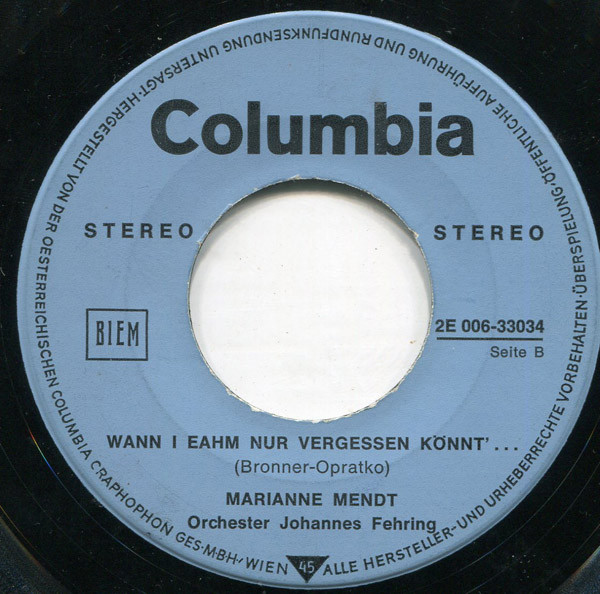 HERGESTELLT VON DER OESTERREICHISCHEN COLUMBIA GRAPHOPHON GES·MBH/WIEN 45 ALLE HERSTELLER-UND URHEBERRECHTE VORBEHALTEN·ÜBERSPIELUNG·ÖFFENTLICHE AUFFÜHRUNG UND RUNDFUNKSENDUNG UNTERSAGT·
Columbia
STEREO STEREO
BIEM
2E 006-33034
Seite B
WANN I EAHM NUR VERGESSEN KÖNNT'...
(Bronner-Opratko)
MARIANNE MENDT
Orchester Johannes Fehring